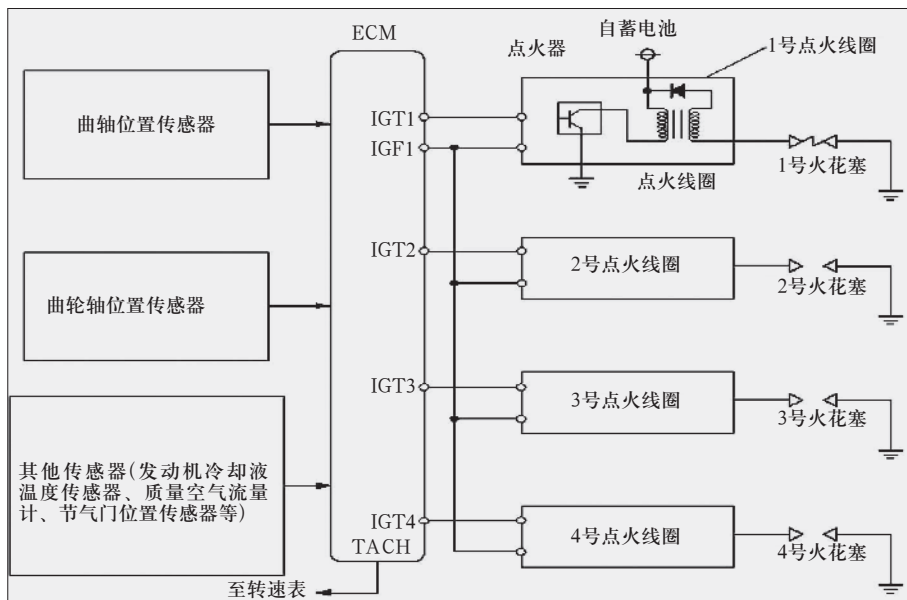 ECM
自蓄电池
点火器
1号点火线圈
曲轴位置传感器
IGT1
IGF1
点火线圈
1号火花塞
IGT2
2号点火线圈
2号火花塞
曲轮轴位置传感器
IGT3
3号点火线圈
3号火花塞
其他传感器(发动机冷却液
温度传感器、质量空气流量
计、节气门位置传感器等)
IGT4
4号点火线圈
4号火花塞
TACH
至转速表